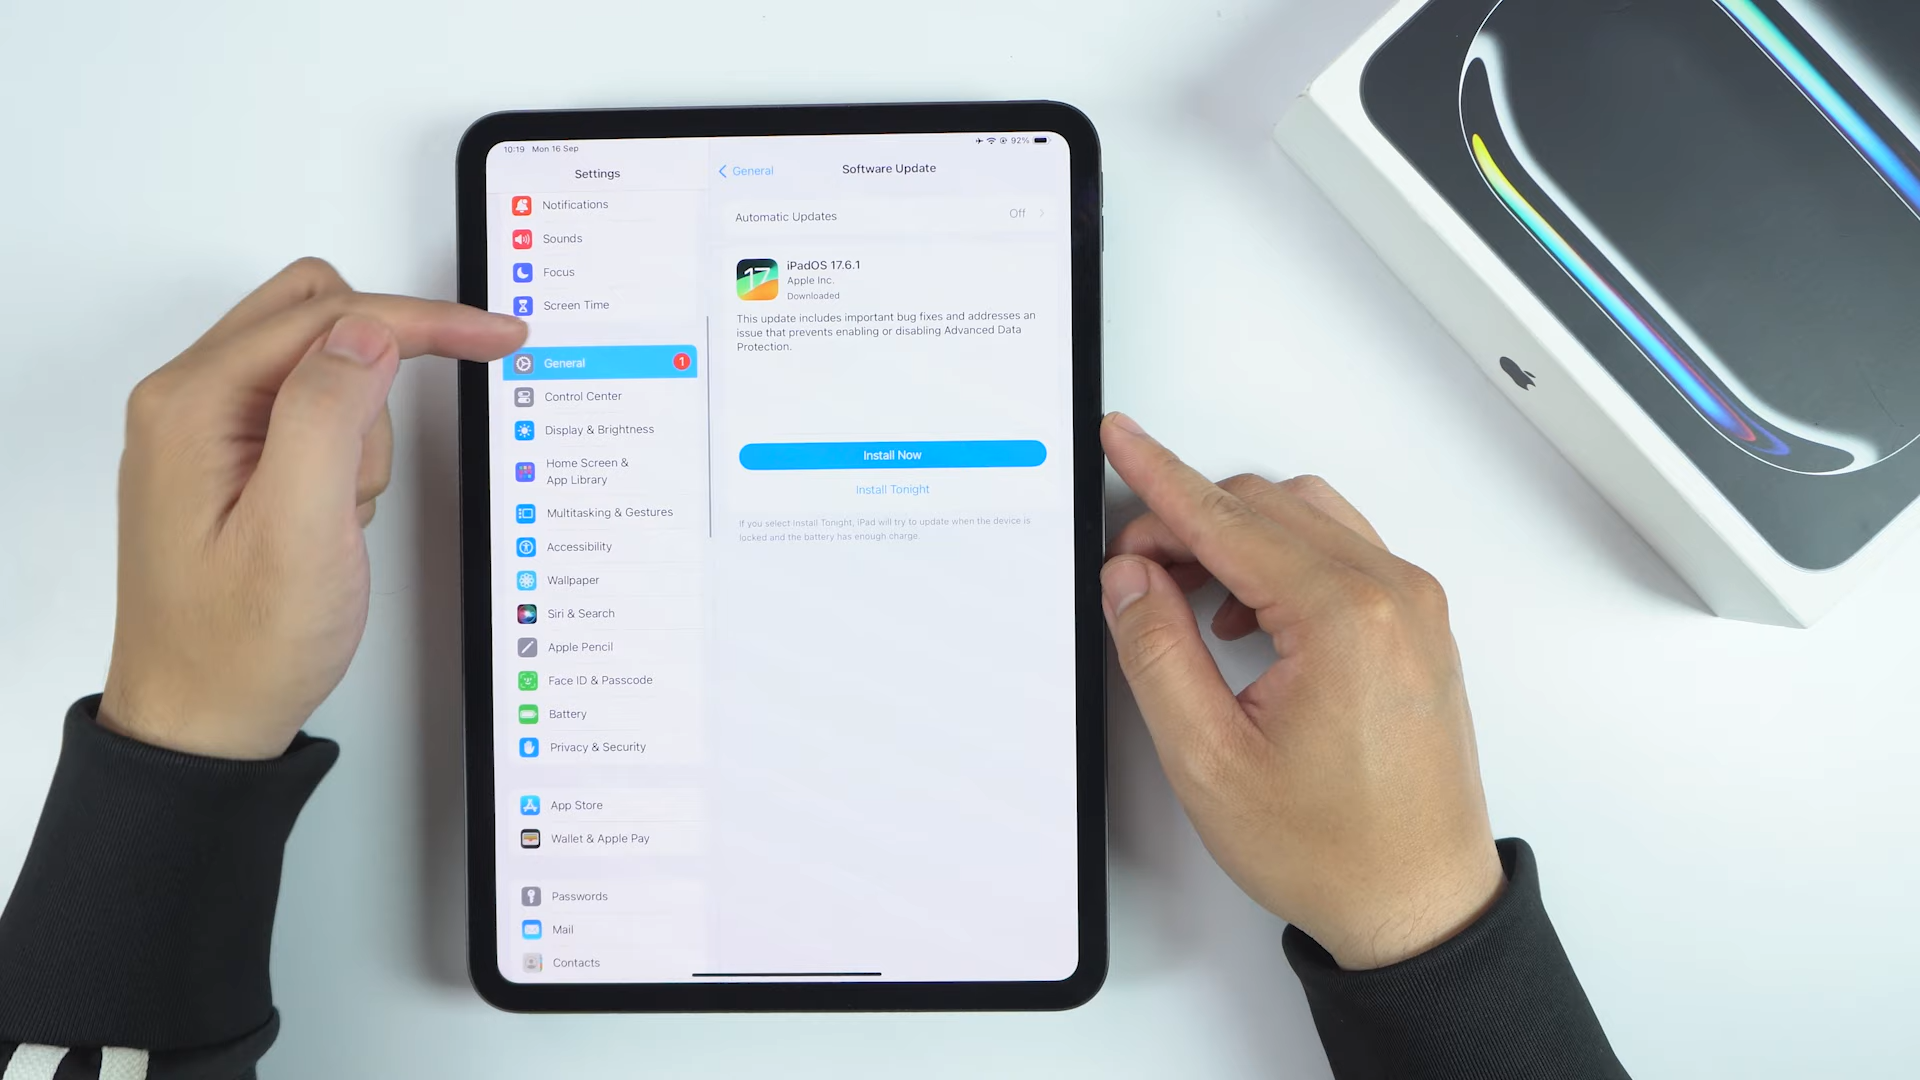 10:19 Mon 16 Sep
92%
Settings
Notifications
Sounds
Focus
Screen Time
General
1
Control Center
Display & Brightness
Home Screen &
App Library
Multitasking & Gestures
Accessibility
Wallpaper
Siri & Search
Apple Pencil
Face ID & Passcode
Battery
Privacy & Security
App Store
Wallet & Apple Pay
Passwords
Mail
Contacts
General
Software Update
Automatic Updates
Off
17
iPadOS 17.6.1
Apple Inc.
Downloaded
This update includes important bug fixes and addresses an
issue that prevents enabling or disabling Advanced Data
Protection.
Install Now
Install Tonight
If you select Install Tonight, iPad will try to update when the device is
locked and the battery has enough charge.